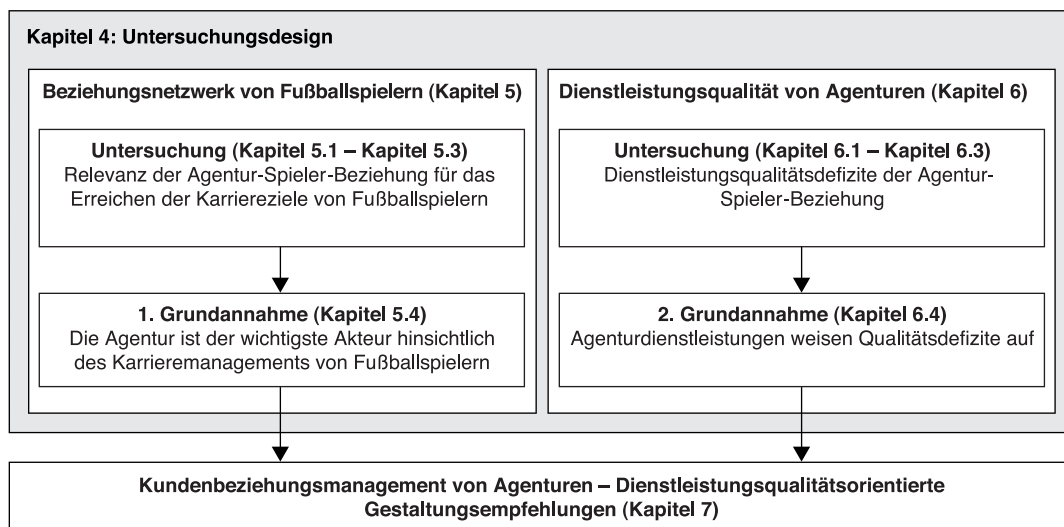 Kapitel 4: Untersuchungsdesign
Beziehungsnetzwerk von Fußballspielern (Kapitel 5)
Untersuchung (Kapitel 5.1 – Kapitel 5.3)
Relevanz der Agentur-Spieler-Beziehung für das
Erreichen der Karriereziele von Fußballspielern
1. Grundannahme (Kapitel 5.4)
Die Agentur ist der wichtigste Akteur hinsichtlich
des Karrieremanagements von Fußballspielern
Dienstleistungsqualität von Agenturen (Kapitel 6)
Untersuchung (Kapitel 6.1 – Kapitel 6.3)
Dienstleistungsqualitätsdefizite der Agentur-
Spieler-Beziehung
2. Grundannahme (Kapitel 6.4)
Agenturdienstleistungen weisen Qualitätsdefizite auf
Kundenbeziehungsmanagement von Agenturen – Dienstleistungsqualitätsorientierte
Gestaltungsempfehlungen (Kapitel 7)